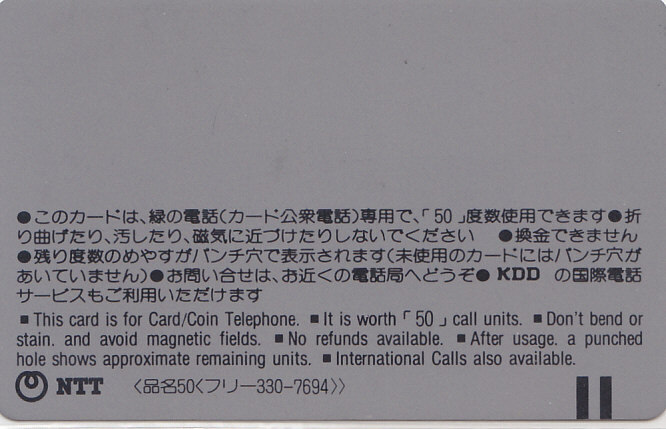 ●このカードは、緑の電話(カード公衆電話)専用で、「50」度数使用できます●折
り曲げたり、汚したり、磁気に近づけたりしないでください ●換金できません
●残り度数のめやすがパンチ穴で表示されます(未使用のカードにはパンチ穴が
あいていません)●お問い合せは、お近くの電話局へどうぞ● KDD の国際電話
サービスもご利用いただけます
■ This card is for Card/Coin Telephone. ■ It is worth「50」call units. ■ Don't bend or
stain. and avoid magnetic fields. ■ No refunds available. ■ After usage. a punched
hole shows approximate remaining units. ■ International Calls also available.
NTT 〈品名50〈フリー330-7694〉〉